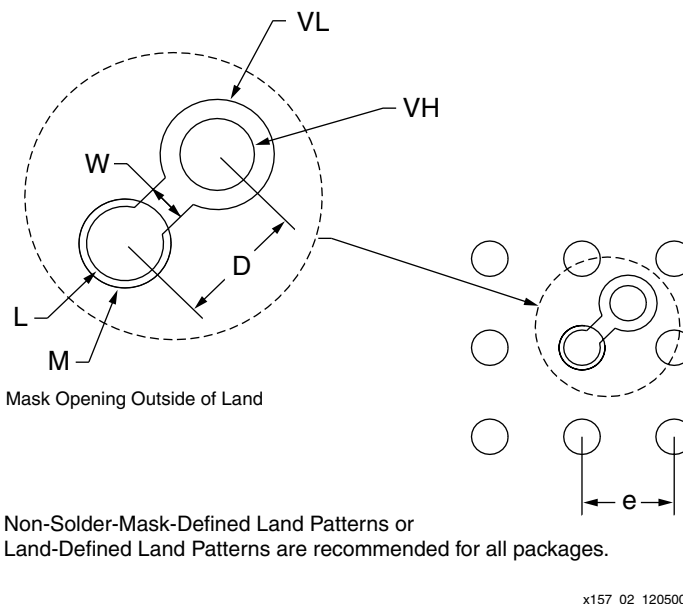 VL
VH
W
D
L
M
Mask Opening Outside of Land
e
Non-Solder-Mask-Defined Land Patterns or
Land-Defined Land Patterns are recommended for all packages.
x157_02_120500